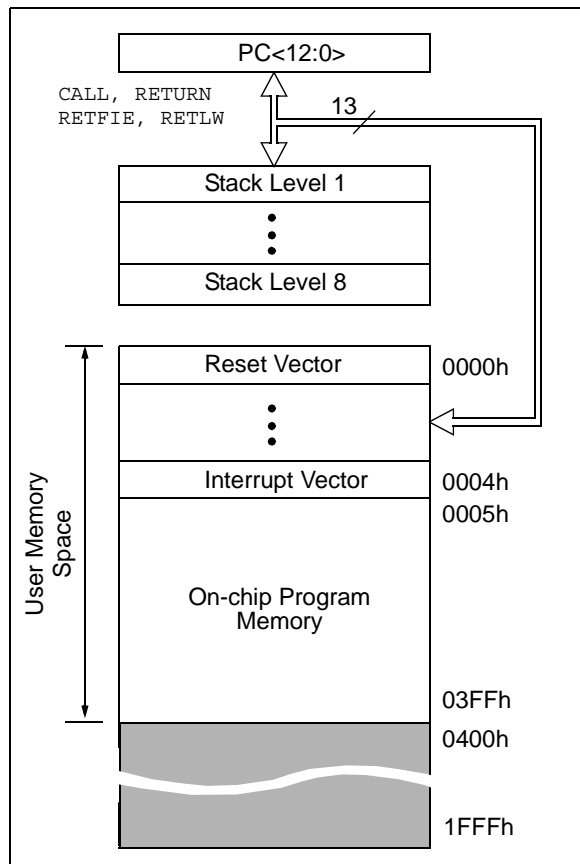 PC<12:0>
CALL, RETURN
RETFIE, RETLW
13
Stack Level 1
Stack Level 8
Reset Vector
0000h
Interrupt Vector
0004h
0005h
User Memory
Space
On-chip Program
Memory
03FFh
0400h
1FFFh